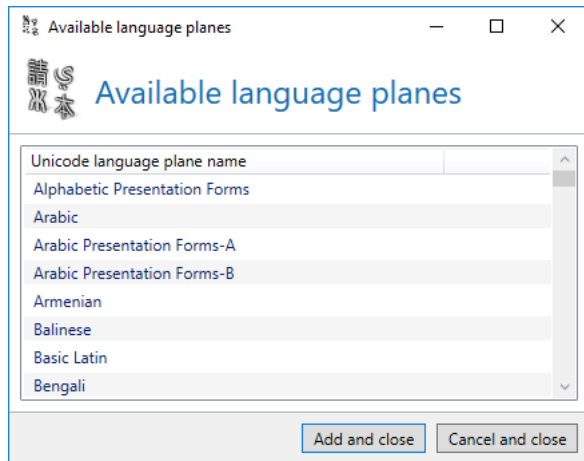 Available language planes
Available language planes
Unicode language plane name
Alphabetic Presentation Forms
Arabic
Arabic Presentation Forms-A
Arabic Presentation Forms-B
Armenian
Balinese
Basic Latin
Bengali
Add and close
Cancel and close